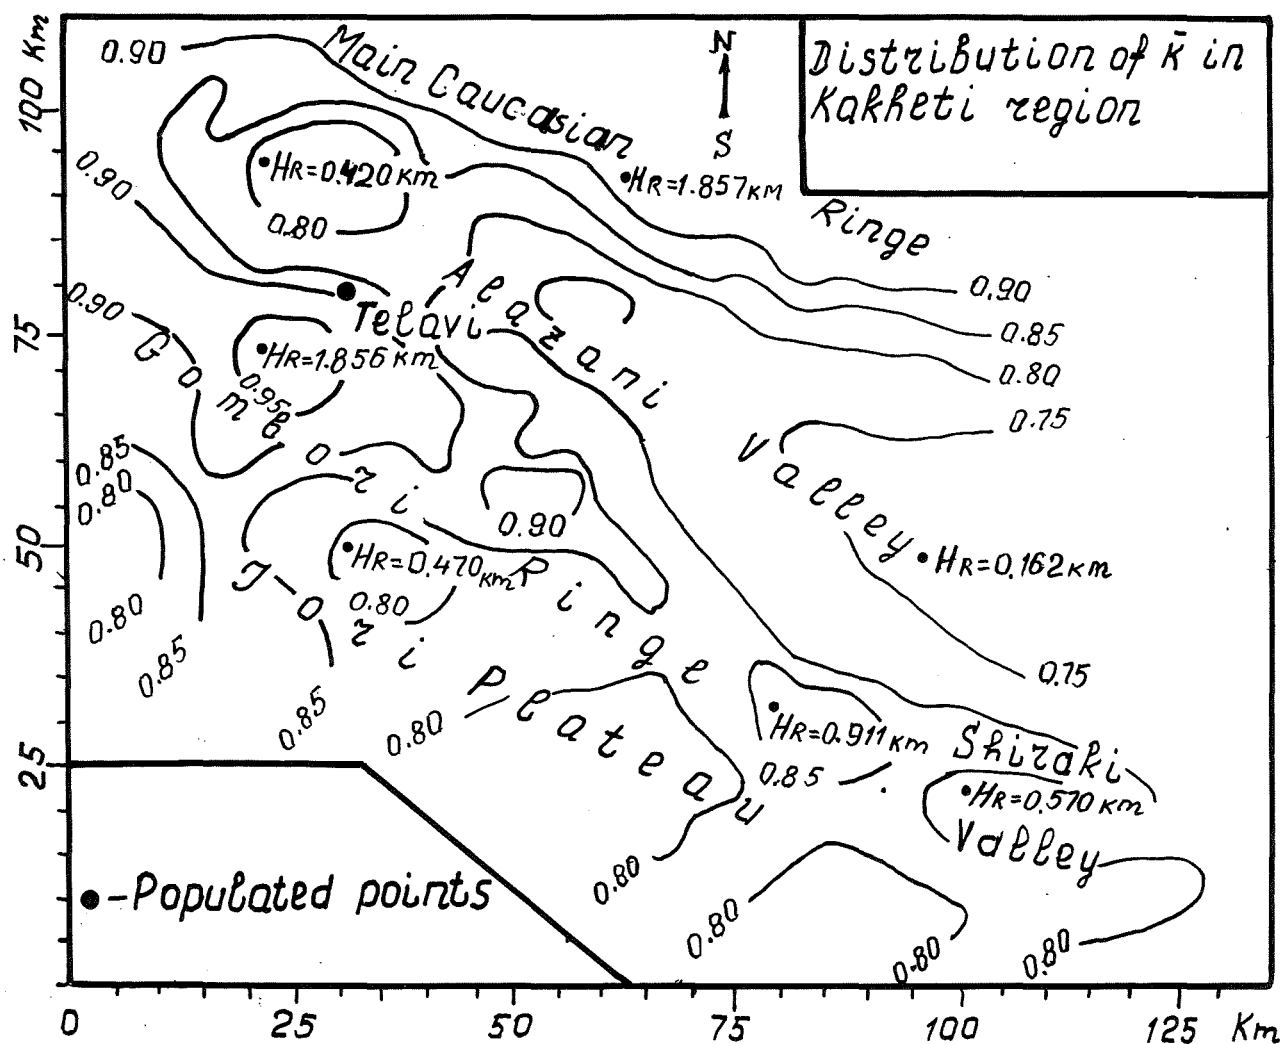 Distribution of k̄ in
Kakheti region
100 Km
75
50
25
0.90
Main Caucasian
N
S
HR=1.857 KM
Ringe
HR=0.420 KM
0.80
0.90
0.90
0.85
0.80
0.75
Telavi
Alazani
Valley
0.90
HR=1.856 KM
0.95
Gombori
Ringe
0.85
0.80
0.90
HR=0.470 KM
0.80
HR=0.162 KM
0.75
0.80
0.85
Iori
Plateau
0.85
0.80
HR=0.911 KM
0.85
Shiraki
HR=0.570 KM
Valley
0.80
0.80
0.80
0.80
-Populated points
0 25 50 75 100 125 Km